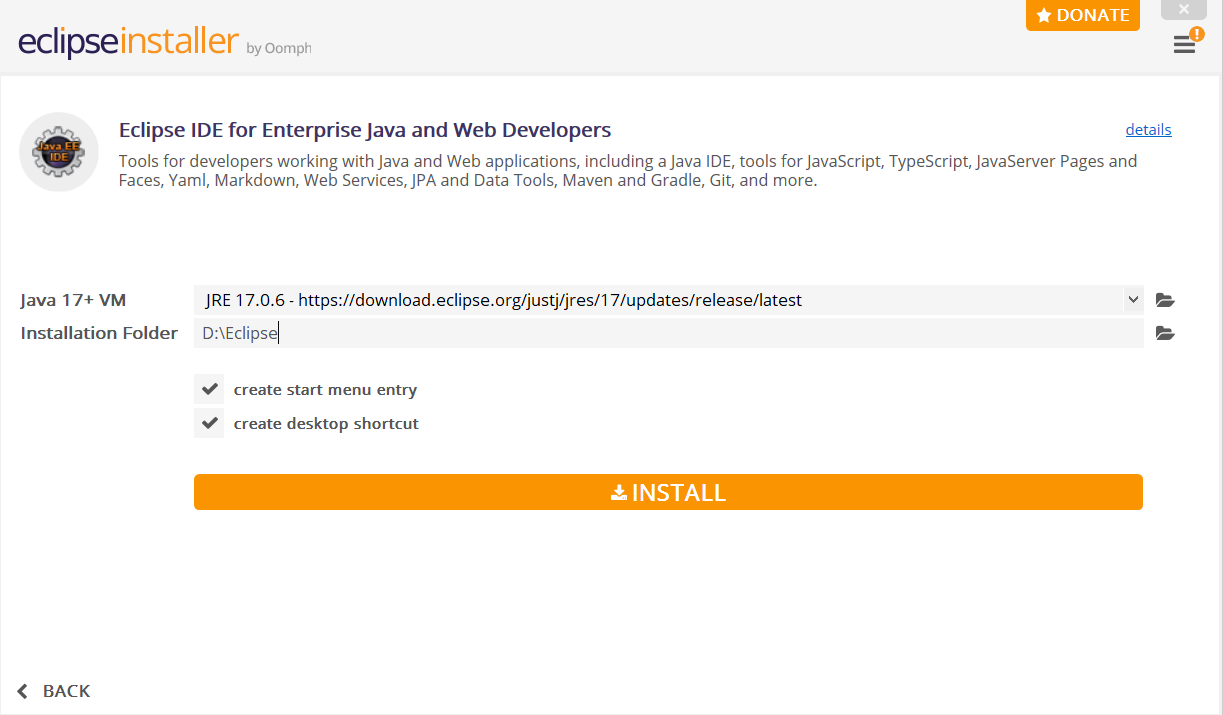 DONATE
eclipseinstaller by Oomph
Java EE
IDE
Eclipse IDE for Enterprise Java and Web Developers
details
Tools for developers working with Java and Web applications, including a Java IDE, tools for JavaScript, TypeScript, JavaServer Pages and
Faces, Yaml, Markdown, Web Services, JPA and Data Tools, Maven and Gradle, Git, and more.
Java 17+ VM
JRE 17.0.6 - https://download.eclipse.org/justj/jres/17/updates/release/latest
Installation Folder
D:\Eclipse
create start menu entry
create desktop shortcut
INSTALL
BACK